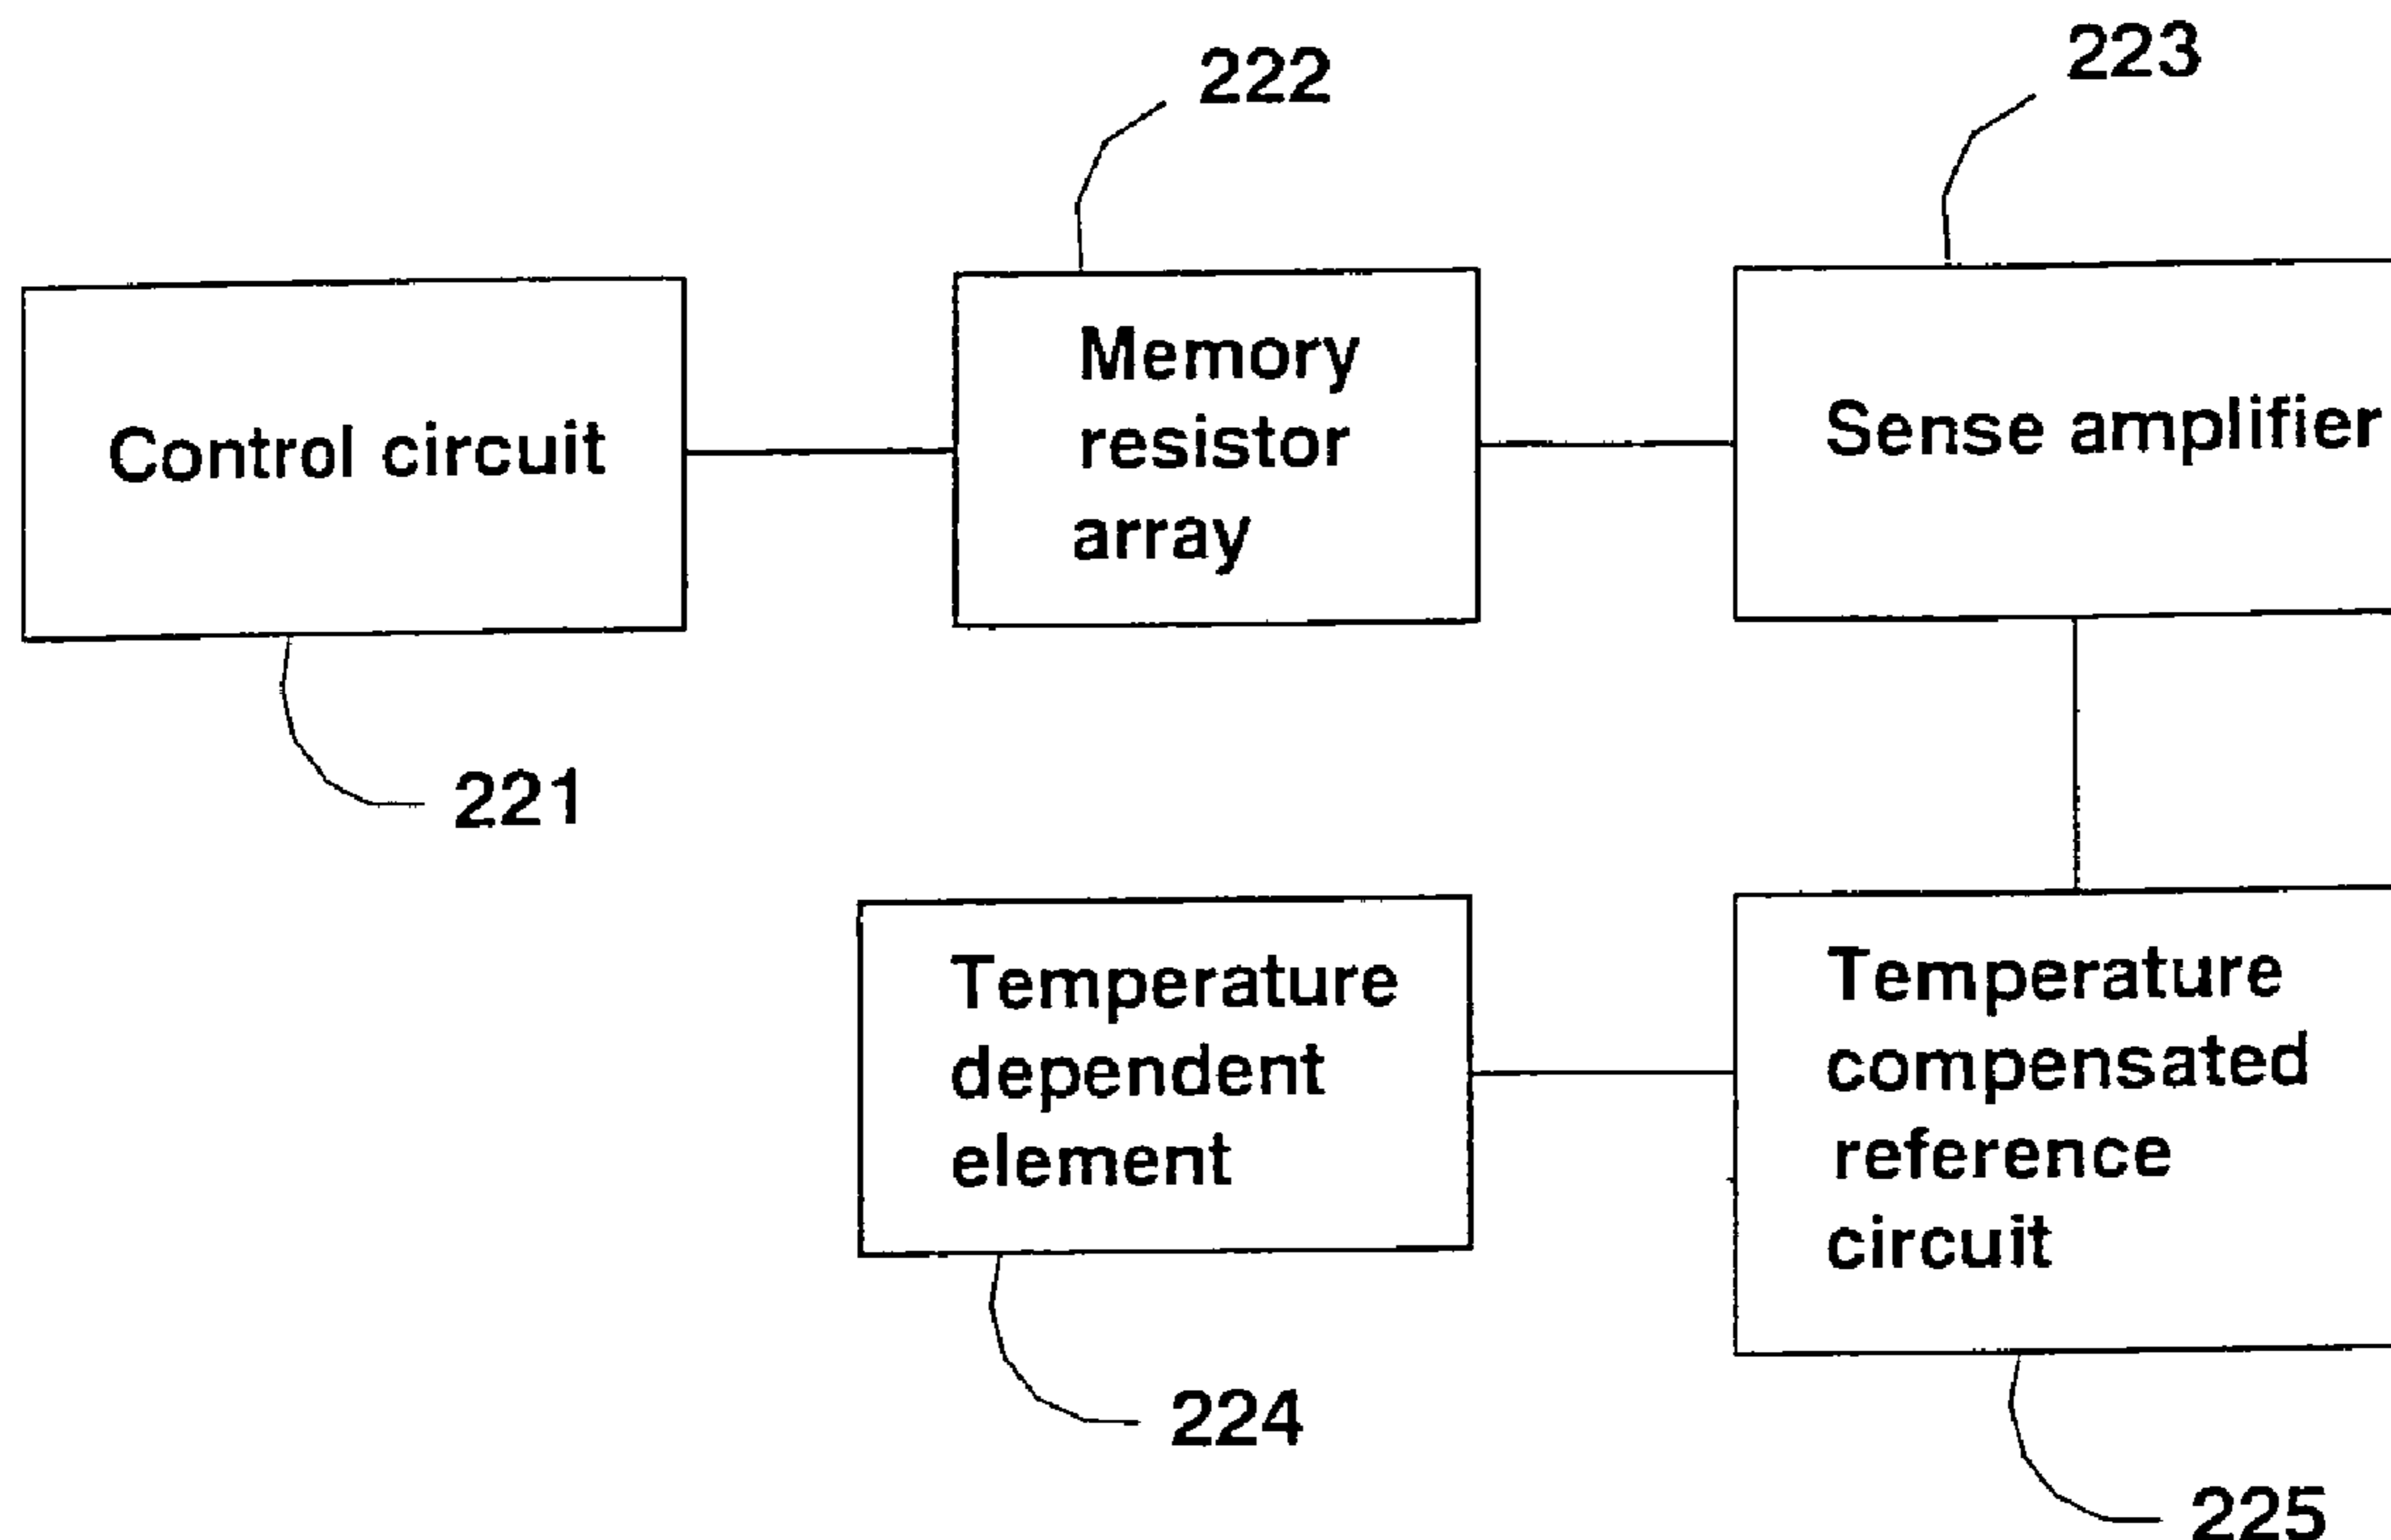 222
223
Control circuit
Memory
resistor
array
Sense amplifier
221
Temperature
dependent
element
Temperature
compensated
reference
circuit
224
225